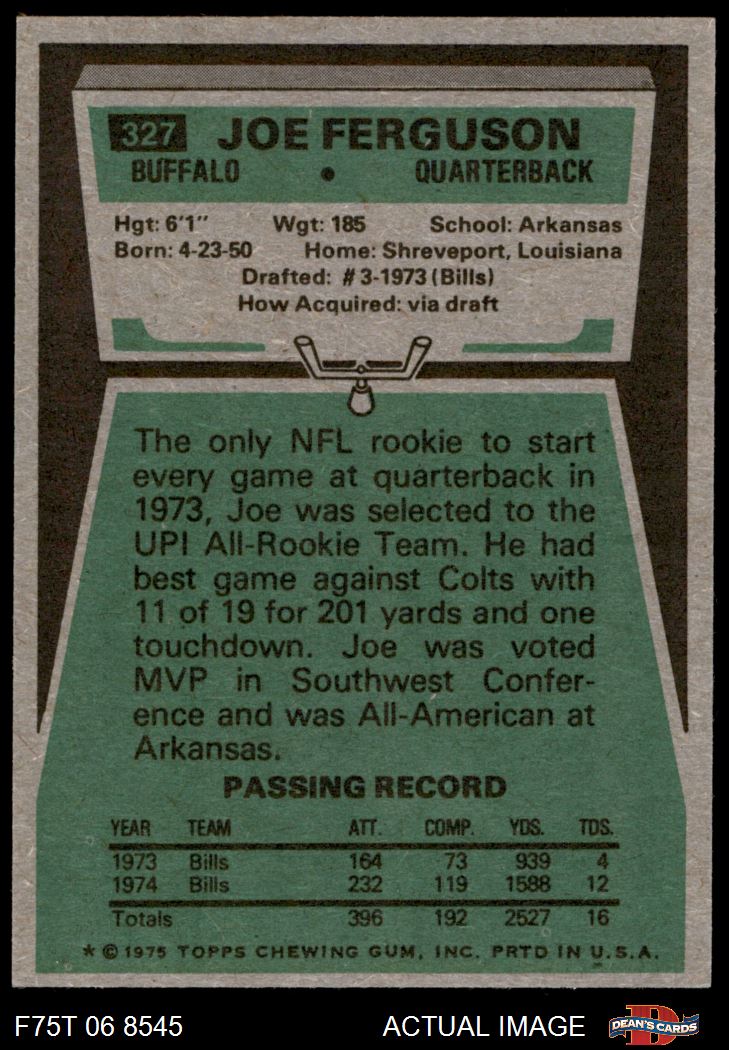 327 JOE FERGUSON
BUFFALO • QUARTERBACK
Hgt: 6'1" Wgt: 185 School: Arkansas
Born: 4-23-50 Home: Shreveport, Louisiana
Drafted: #3-1973 (Bills)
How Acquired: via draft
The only NFL rookie to start
every game at quarterback in
1973, Joe was selected to the
UPI All-Rookie Team. He had
best game against Colts with
11 of 19 for 201 yards and one
touchdown. Joe was voted
MVP in Southwest Confer-
ence and was All-American at
Arkansas.
PASSING RECORD
YEAR TEAM ATT. COMP. YDS. TDS.
1973 Bills 164 73 939 4
1974 Bills 232 119 1588 12
Totals 396 192 2527 16
* © 1975 TOPPS CHEWING GUM, INC. PRTD IN U.S.A.
F75T 06 8545 ACTUAL IMAGE D DEAN'S CARDS